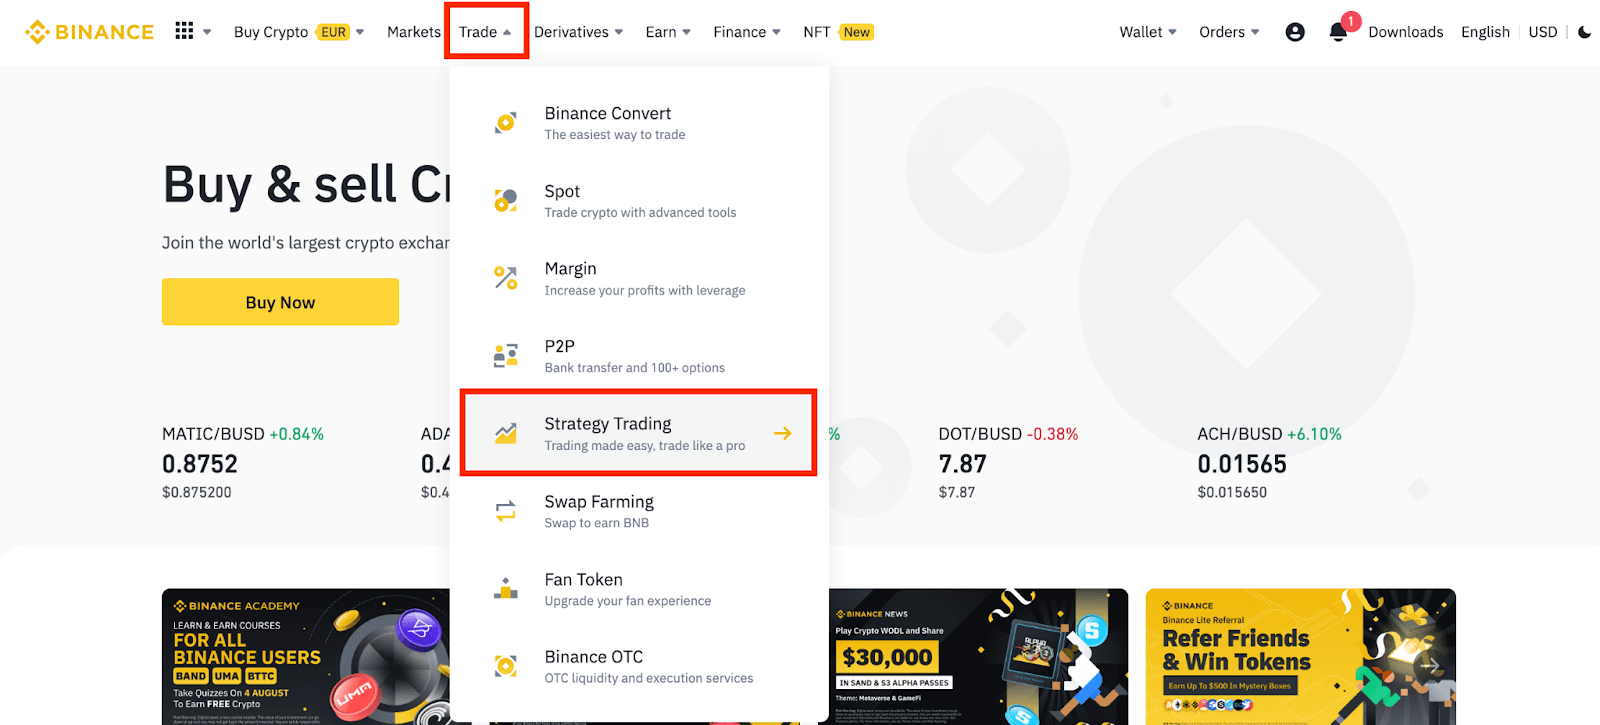 BINANCE
Buy Crypto EUR
Markets
Trade
Derivatives
Earn
Finance
NFT New
Wallet
Orders
1
Downloads
English
USD
Buy & sell Cr
Join the world's largest crypto exchan
Buy Now
Binance Convert
The easiest way to trade
Spot
Trade crypto with advanced tools
Margin
Increase your profits with leverage
P2P
Bank transfer and 100+ options
Strategy Trading
Trading made easy, trade like a pro
Swap Farming
Swap to earn BNB
Fan Token
Upgrade your fan experience
Binance OTC
OTC liquidity and execution services
MATIC/BUSD +0.84%
0.8752
$0.875200
ADA
0.4
$0.4
%
DOT/BUSD -0.38%
7.87
$7.87
ACH/BUSD +6.10%
0.01565
$0.015650
BINANCE ACADEMY
LEARN & EARN COURSES
FOR ALL
BINANCE USERS
BAND UMA BTTC
Take Quizzes On 4 AUGUST
To Earn FREE Crypto
UMA
BINANCE NEWS
Play Crypto WODL and Share
$30,000
IN SAND & S3 ALPHA PASSES
Theme: Metaverse & GameFi
ALPHA
PASS
BINANCE
Binance Lite Referral
Refer Friends
& Win Tokens
Earn Up To $500 In Mystery Boxes